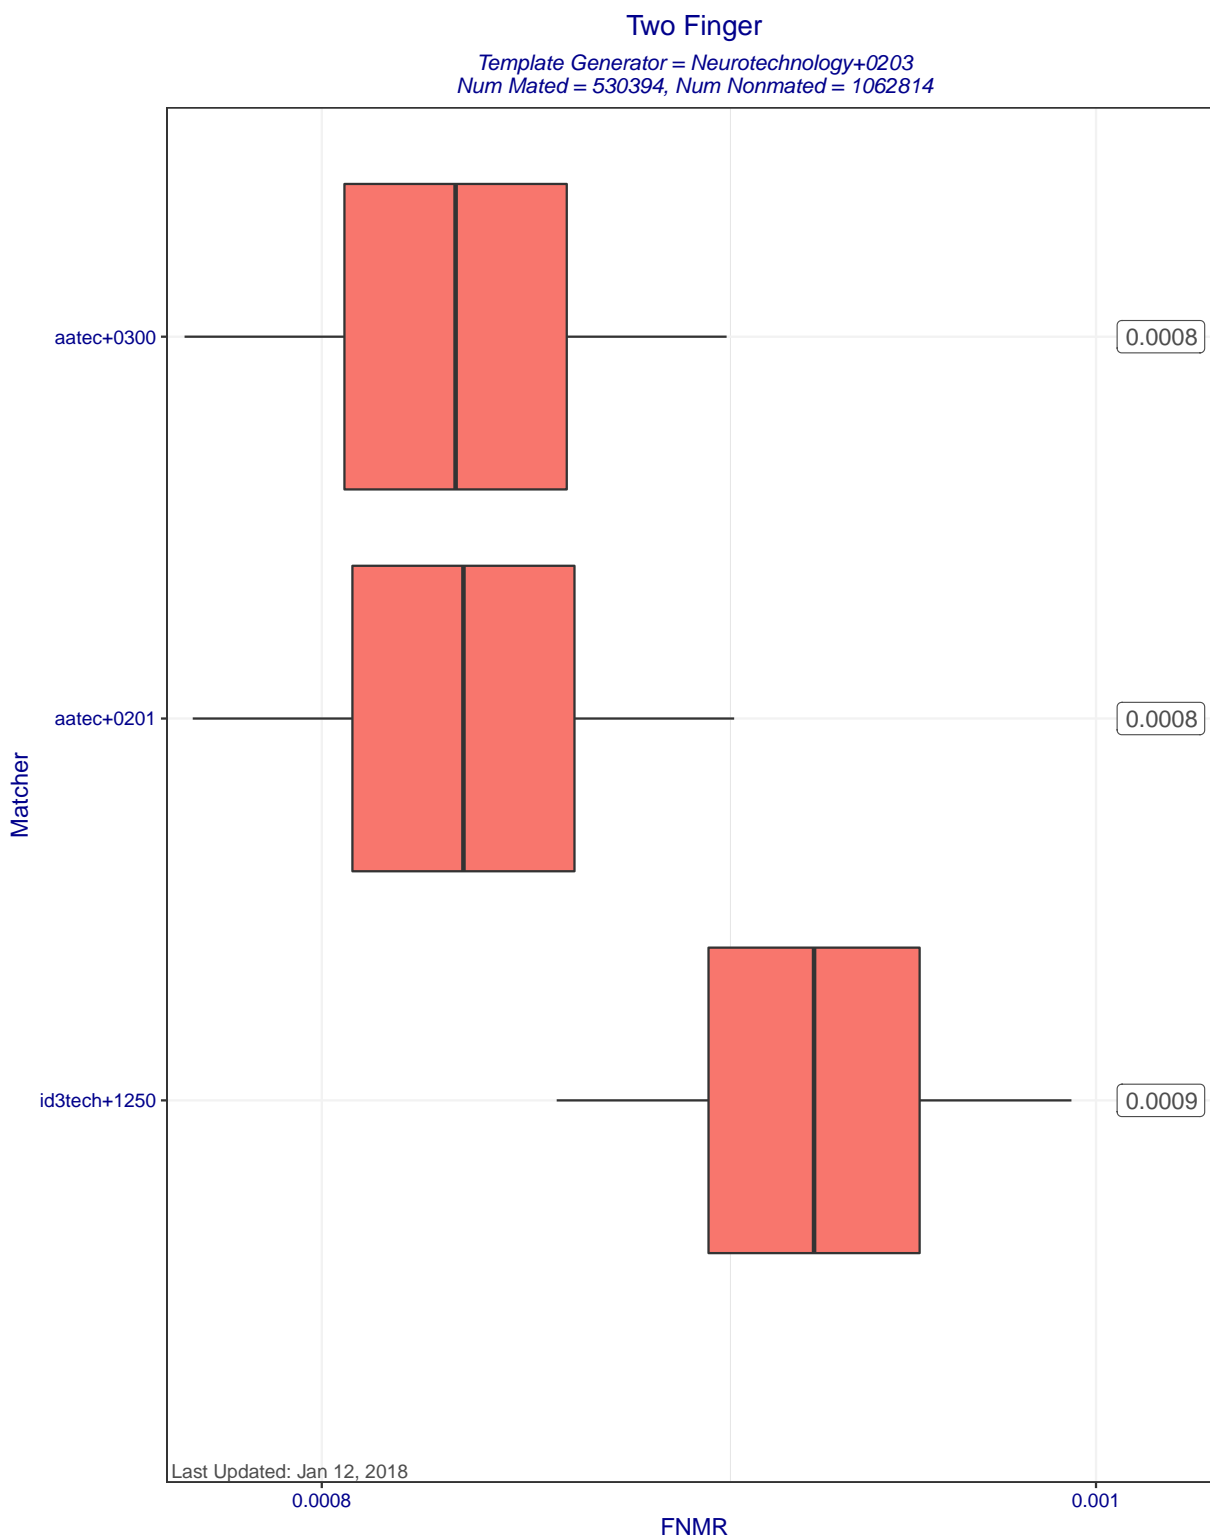 Two Finger
Template Generator = Neurotechnology+0203
Num Mated = 530394, Num Nonmated = 1062814
aatec+0300
0.0008
aatec+0201
0.0008
Matcher
id3tech+1250
0.0009
Last Updated: Jan 12, 2018
0.0008
0.001
FNMR